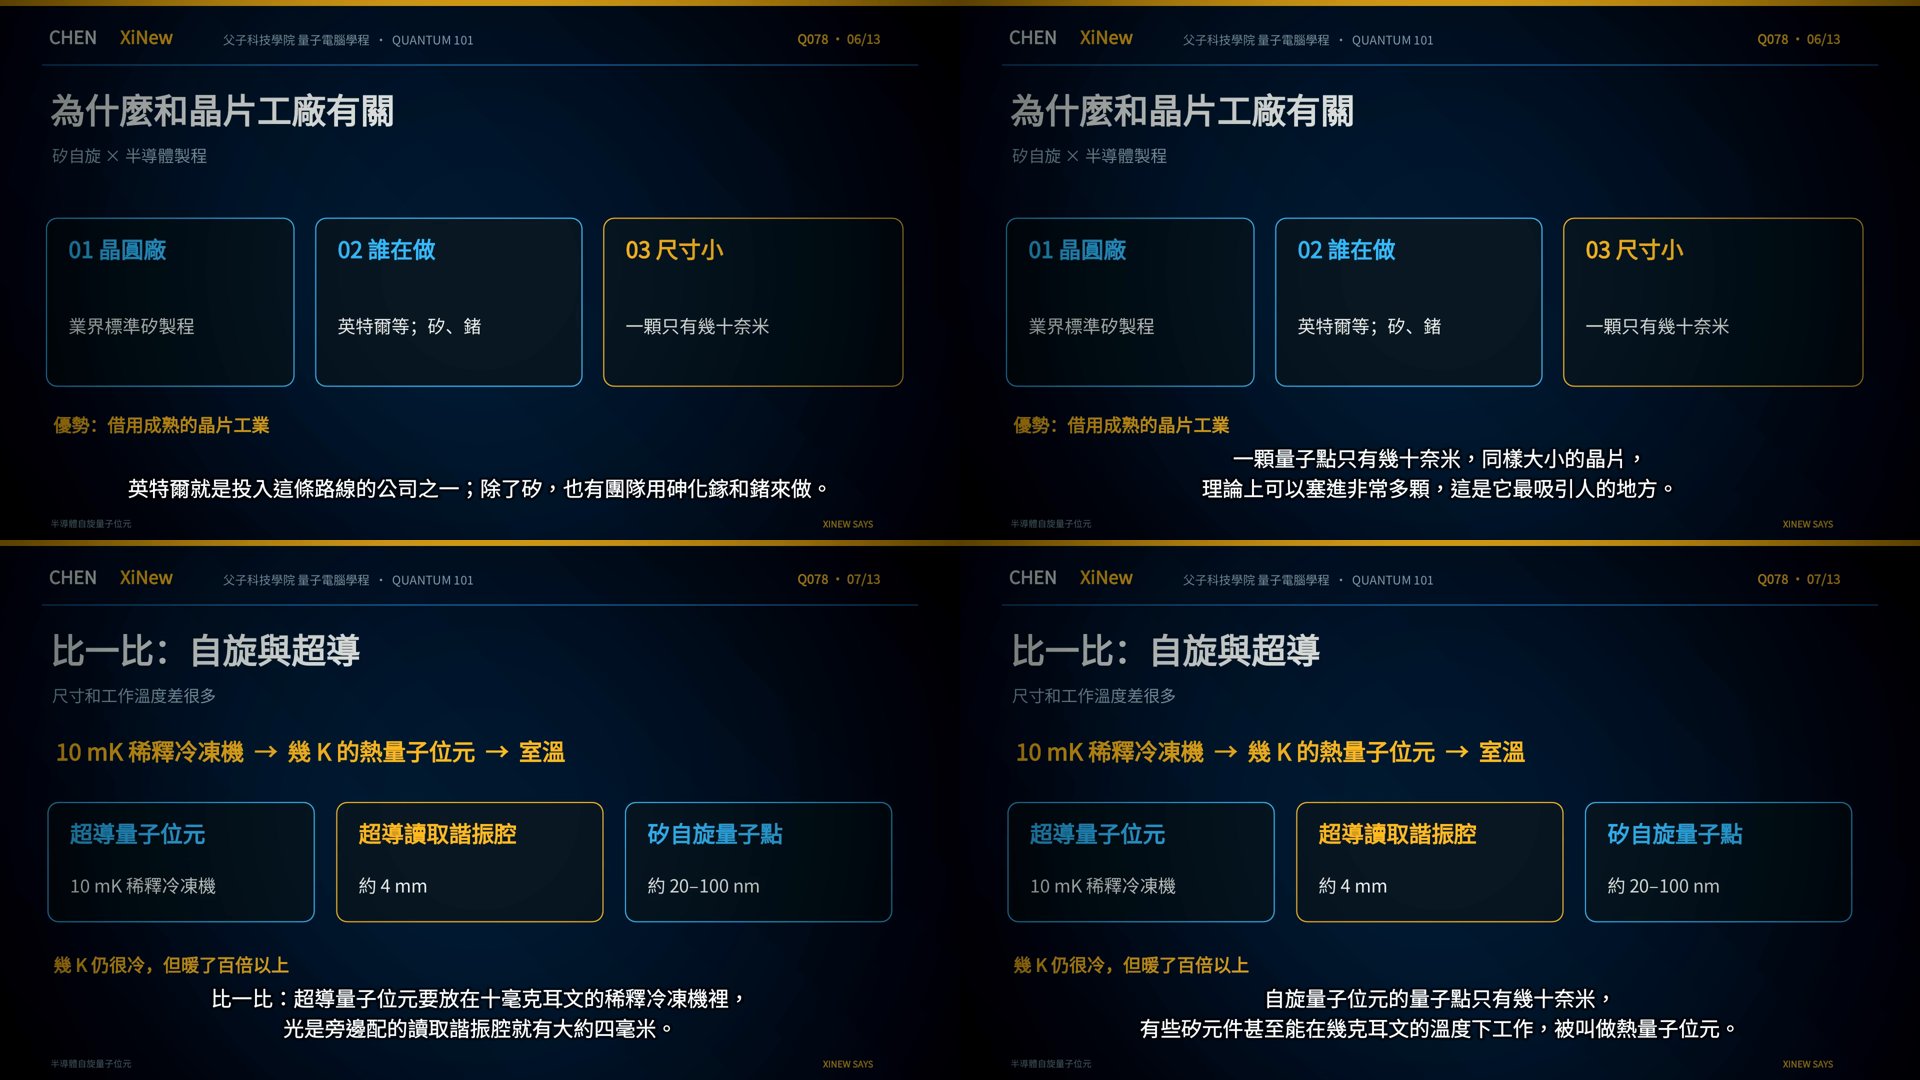 CHEN XiNew 父子科技學院 量子電腦學程 · QUANTUM 101 Q078 · 06/13
為什麼和晶片工廠有關
矽自旋 × 半導體製程
01 晶圓廠
業界標準矽製程
02 誰在做
英特爾等；矽、鍺
03 尺寸小
一顆只有幾十奈米
優勢：借用成熟的晶片工業
英特爾就是投入這條路線的公司之一；除了矽，也有團隊用砷化鎵和鍺來做。
半導體自旋量子位元 XINEW SAYS
CHEN XiNew 父子科技學院 量子電腦學程 · QUANTUM 101 Q078 · 06/13
為什麼和晶片工廠有關
矽自旋 × 半導體製程
01 晶圓廠
業界標準矽製程
02 誰在做
英特爾等；矽、鍺
03 尺寸小
一顆只有幾十奈米
優勢：借用成熟的晶片工業
一顆量子點只有幾十奈米，同樣大小的晶片，
理論上可以塞進非常多顆，這是它最吸引人的地方。
半導體自旋量子位元 XINEW SAYS
CHEN XiNew 父子科技學院 量子電腦學程 · QUANTUM 101 Q078 · 07/13
比一比：自旋與超導
尺寸和工作溫度差很多
10 mK 稀釋冷凍機 → 幾 K 的熱量子位元 → 室溫
超導量子位元
10 mK 稀釋冷凍機
超導讀取諧振腔
約 4 mm
矽自旋量子點
約 20–100 nm
幾 K 仍很冷，但暖了百倍以上
比一比：超導量子位元要放在十毫克耳文的稀釋冷凍機裡，
光是旁邊配的讀取諧振腔就有大約四毫米。
半導體自旋量子位元 XINEW SAYS
CHEN XiNew 父子科技學院 量子電腦學程 · QUANTUM 101 Q078 · 07/13
比一比：自旋與超導
尺寸和工作溫度差很多
10 mK 稀釋冷凍機 → 幾 K 的熱量子位元 → 室溫
超導量子位元
10 mK 稀釋冷凍機
超導讀取諧振腔
約 4 mm
矽自旋量子點
約 20–100 nm
幾 K 仍很冷，但暖了百倍以上
自旋量子位元的量子點只有幾十奈米，
有些矽元件甚至能在幾克耳文的溫度下工作，被叫做熱量子位元。
半導體自旋量子位元 XINEW SAYS